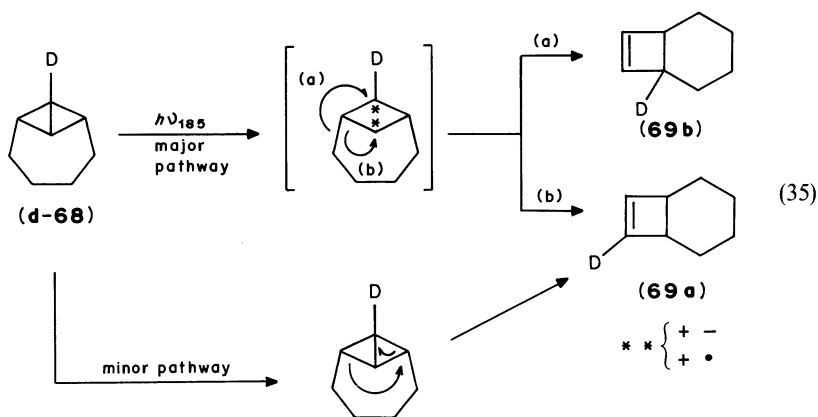 D
(d-68)
hν₁₈₅
major
pathway
D
(a)
* *
(b)
(a)
D
(69b)
(b)
D
(69a)
(35)
* * { + −
+ •
minor pathway
D